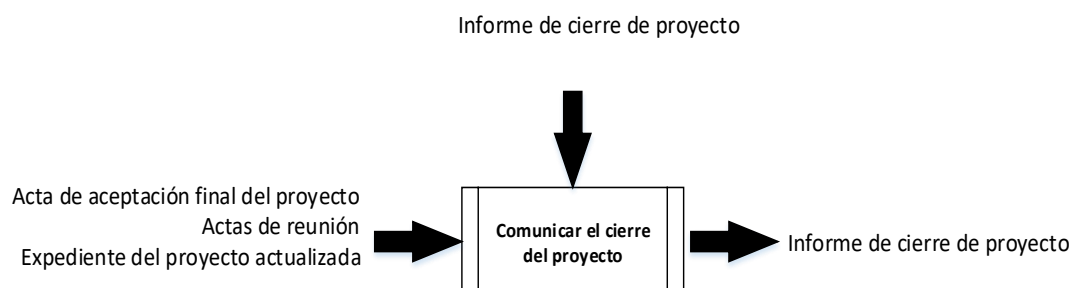 Informe de cierre de proyecto
Acta de aceptación final del proyecto
Actas de reunión
Expediente del proyecto actualizada
Comunicar el cierre
del proyecto
Informe de cierre de proyecto